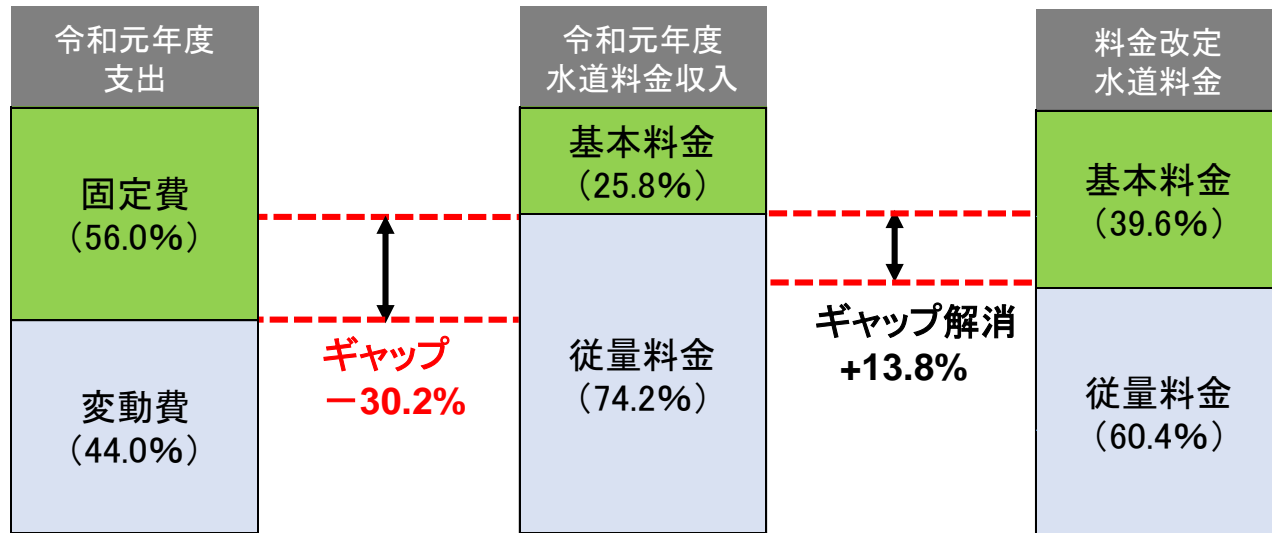 令和元年度
支出
固定費
（56.0%）
変動費
（44.0%）
ギャップ
－30.2%
令和元年度
水道料金収入
基本料金
（25.8%）
従量料金
（74.2%）
ギャップ解消
+13.8%
料金改定
水道料金
基本料金
（39.6%）
従量料金
（60.4%）